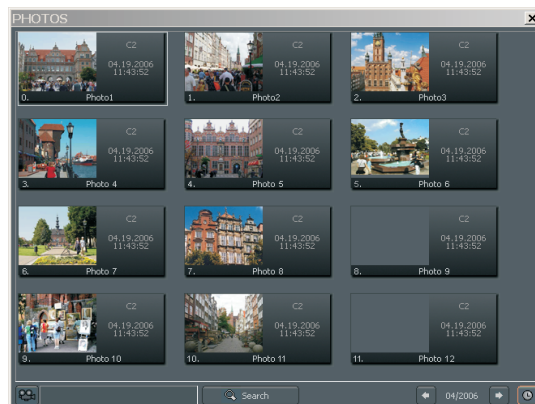 PHOTOS
C2
04.19.2006
11:43:52
0. Photo1
C2
04.19.2006
11:43:52
1. Photo2
C2
04.19.2006
11:43:52
2. Photo3
C2
04.19.2006
11:43:52
3. Photo 4
C2
04.19.2006
11:43:52
4. Photo 5
C2
04.19.2006
11:43:52
5. Photo 6
C2
04.19.2006
11:43:52
6. Photo 7
C2
04.19.2006
11:43:52
7. Photo 8
C2
04.19.2006
11:43:52
8. Photo 9
C2
04.19.2006
11:43:52
9. Photo 10
C2
04.19.2006
11:43:52
10. Photo 11
C2
04.19.2006
11:43:52
11. Photo 12
Search
04/2006